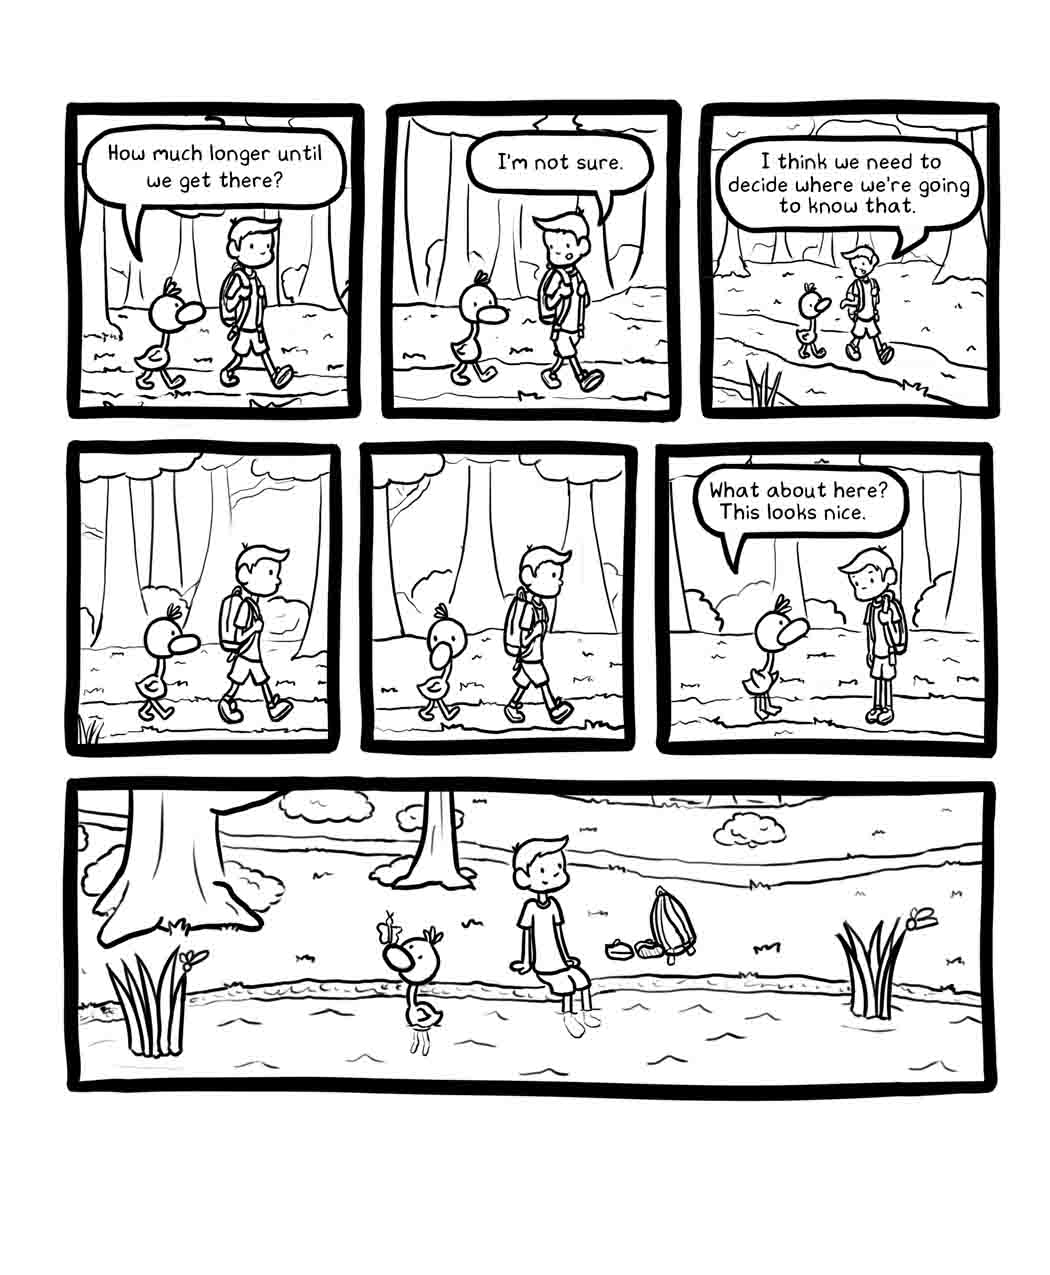 How much longer until
we get there?
I'm not sure.
I think we need to
decide where we're going
to know that.
What about here?
This looks nice.